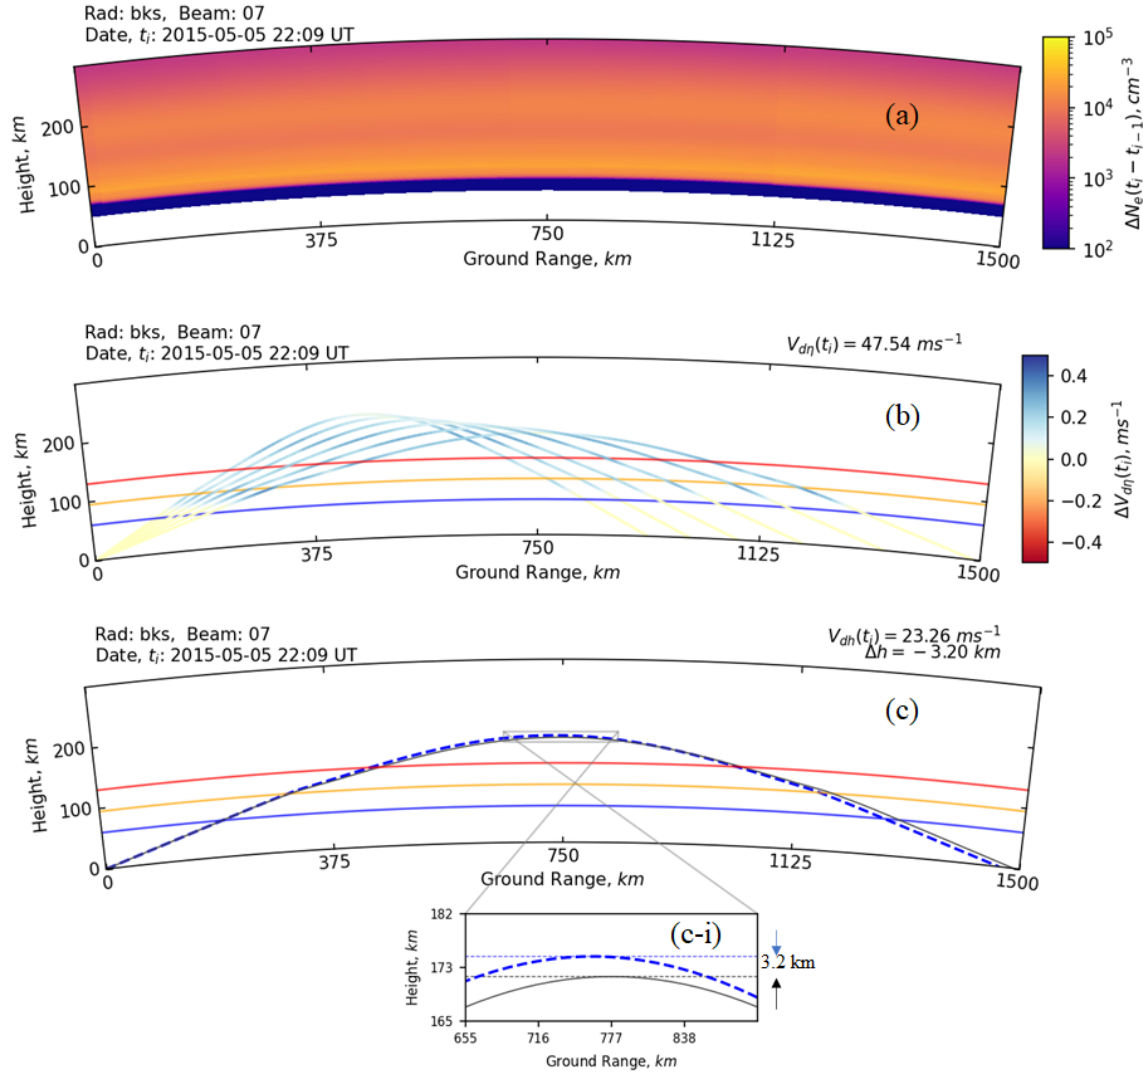 Rad: bks, Beam: 07
Date, tᵢ: 2015-05-05 22:09 UT
(a)
Height, km
200
100
0
0
375
750
1125
1500
Ground Range, km
10⁵
10⁴
10³
10²
ΔNₑ(tᵢ − tᵢ₋₁), cm⁻³
Rad: bks, Beam: 07
Date, tᵢ: 2015-05-05 22:09 UT
V_dη(tᵢ) = 47.54 ms⁻¹
(b)
Height, km
200
100
0
0
375
750
1125
1500
Ground Range, km
0.4
0.2
0.0
−0.2
−0.4
ΔV_dη(tᵢ), ms⁻¹
Rad: bks, Beam: 07
Date, tᵢ: 2015-05-05 22:09 UT
V_dh(tᵢ) = 23.26 ms⁻¹
Δh = −3.20 km
(c)
Height, km
200
100
0
0
375
750
1125
1500
Ground Range, km
(c-i)
Height, km
182
173
165
3.2 km
655
716
777
838
Ground Range, km